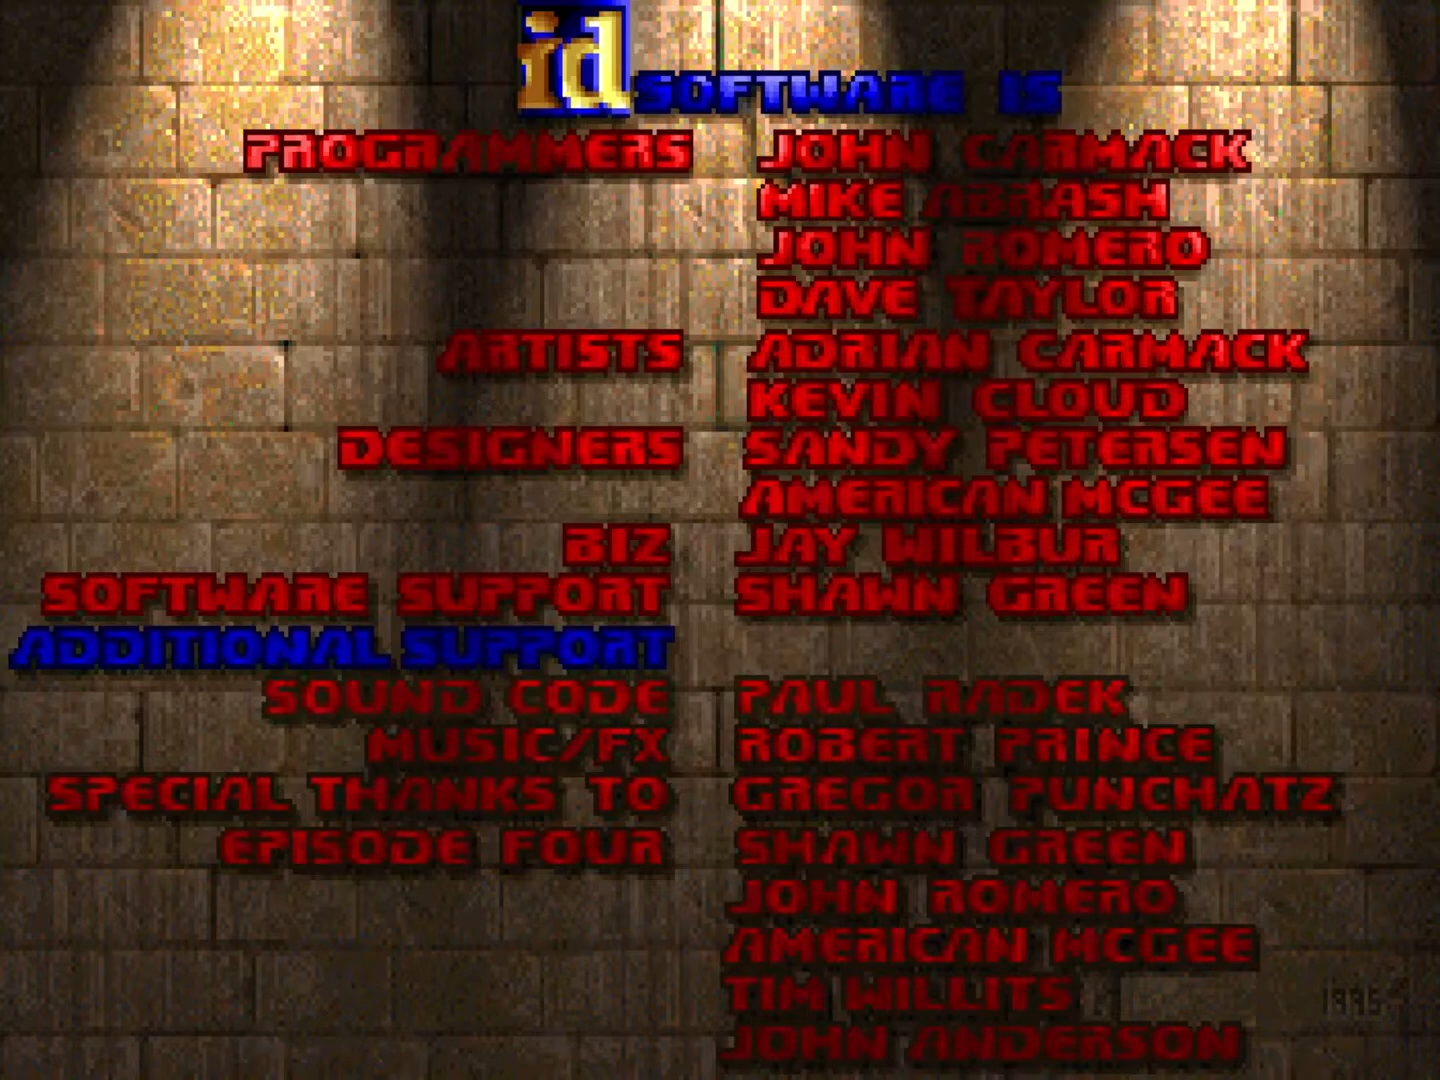 id SOFTWARE IS
PROGRAMMERS JOHN CARMACK
MIKE ABRASH
JOHN ROMERO
DAVE TAYLOR
ARTISTS ADRIAN CARMACK
KEVIN CLOUD
DESIGNERS SANDY PETERSEN
AMERICAN MCGEE
BIZ JAY WILBUR
SOFTWARE SUPPORT SHAWN GREEN
ADDITIONAL SUPPORT
SOUND CODE PAUL RADEK
MUSIC/FX ROBERT PRINCE
SPECIAL THANKS TO GREGOR PUNCHATZ
EPISODE FOUR SHAWN GREEN
JOHN ROMERO
AMERICAN MCGEE
TIM WILLITS
1995
JOHN ANDERSON